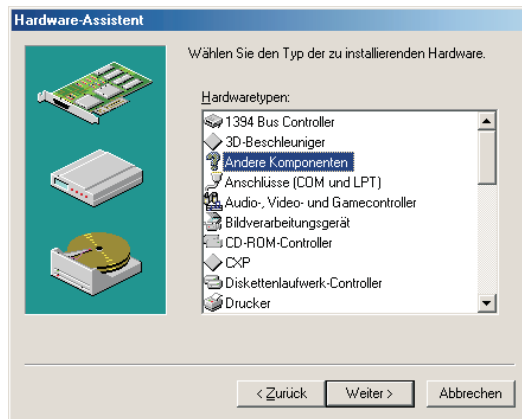 Hardware-Assistent
Wählen Sie den Typ der zu installierenden Hardware.
Hardwaretypen:
1394 Bus Controller
3D-Beschleuniger
Andere Komponenten
Anschlüsse (COM und LPT)
Audio-, Video- und Gamecontroller
Bildverarbeitungsgerät
CD-ROM-Controller
CXP
Diskettenlaufwerk-Controller
Drucker
< Zurück
Weiter >
Abbrechen